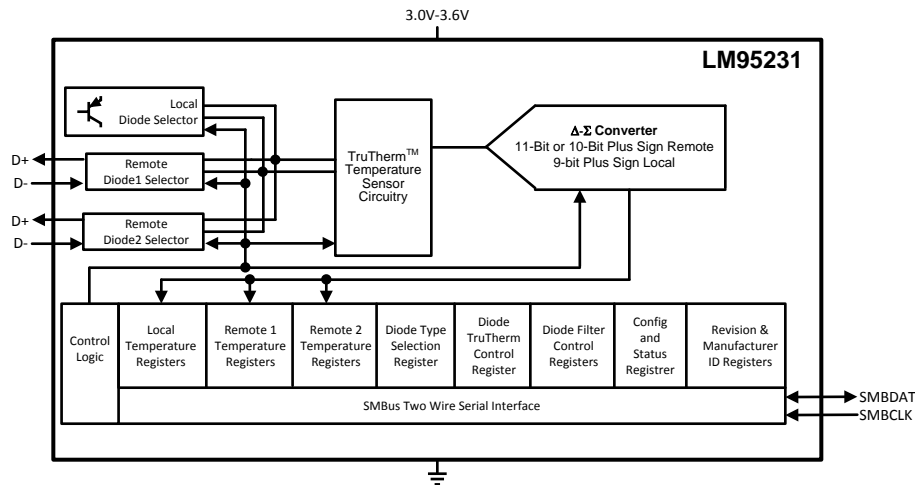 3.0V-3.6V
LM95231
Local
Diode Selector
D+
D-
Remote
Diode1 Selector
D+
D-
Remote
Diode2 Selector
TruTherm™
Temperature
Sensor
Circuitry
Δ-Σ Converter
11-Bit or 10-Bit Plus Sign Remote
9-bit Plus Sign Local
Control
Logic
Local
Temperature
Registers
Remote 1
Temperature
Registers
Remote 2
Temperature
Registers
Diode Type
Selection
Register
Diode
TruTherm
Control
Register
Diode Filter
Control
Registers
Config
and
Status
Regristrer
Revision &
Manufacturer
ID Registers
SMBus Two Wire Serial Interface
SMBDAT
SMBCLK